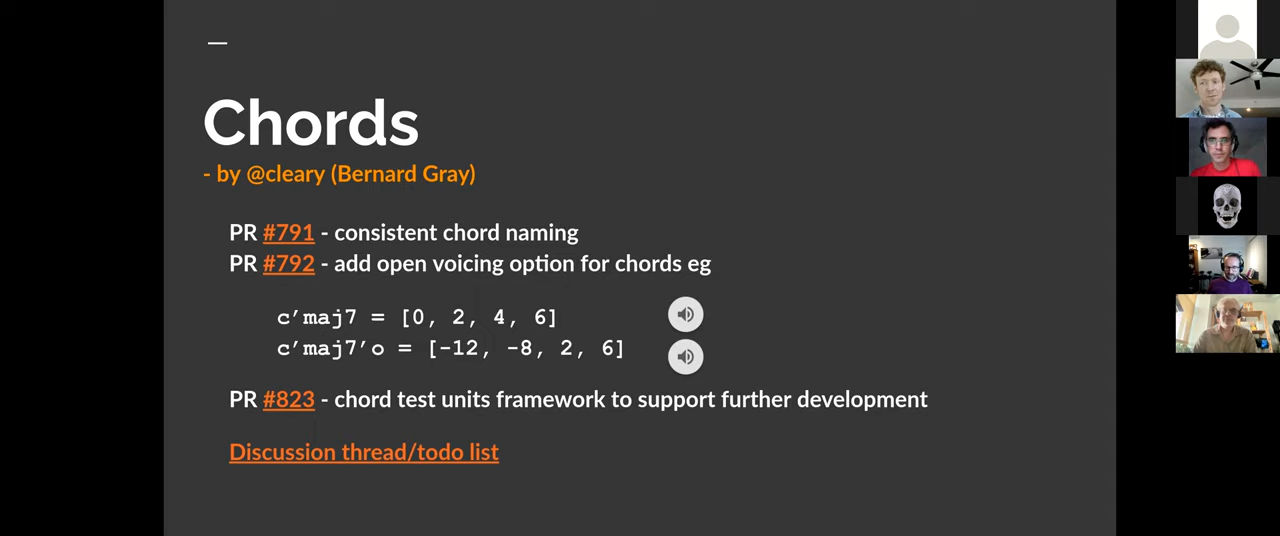 Chords
- by @cleary (Bernard Gray)
PR #791 - consistent chord naming
PR #792 - add open voicing option for chords eg
c’maj7 = [0, 2, 4, 6]
c’maj7’o = [-12, -8, 2, 6]
PR #823 - chord test units framework to support further development
Discussion thread/todo list